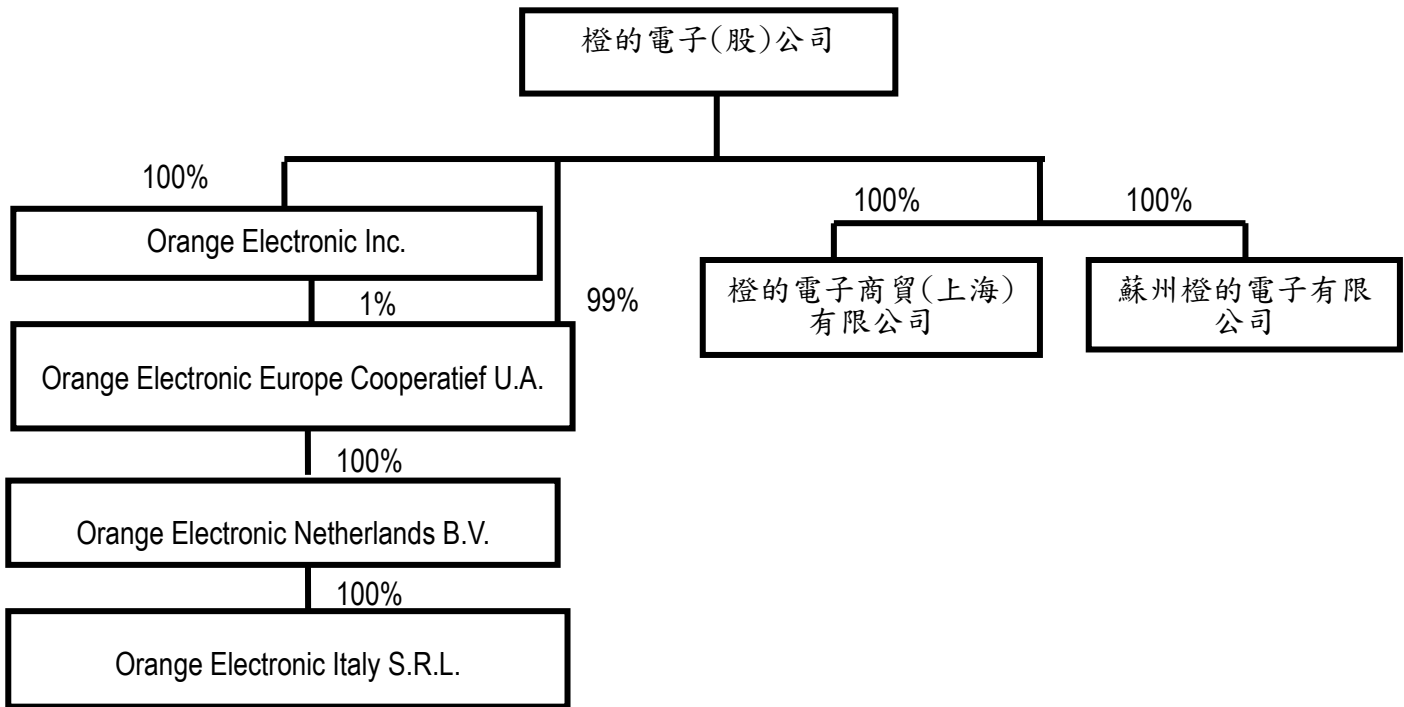 橙的電子(股)公司
100%
100%
100%
Orange Electronic Inc.
1%
99%
橙的電子商貿(上海)
有限公司
蘇州橙的電子有限
公司
Orange Electronic Europe Cooperatief U.A.
100%
Orange Electronic Netherlands B.V.
100%
Orange Electronic Italy S.R.L.